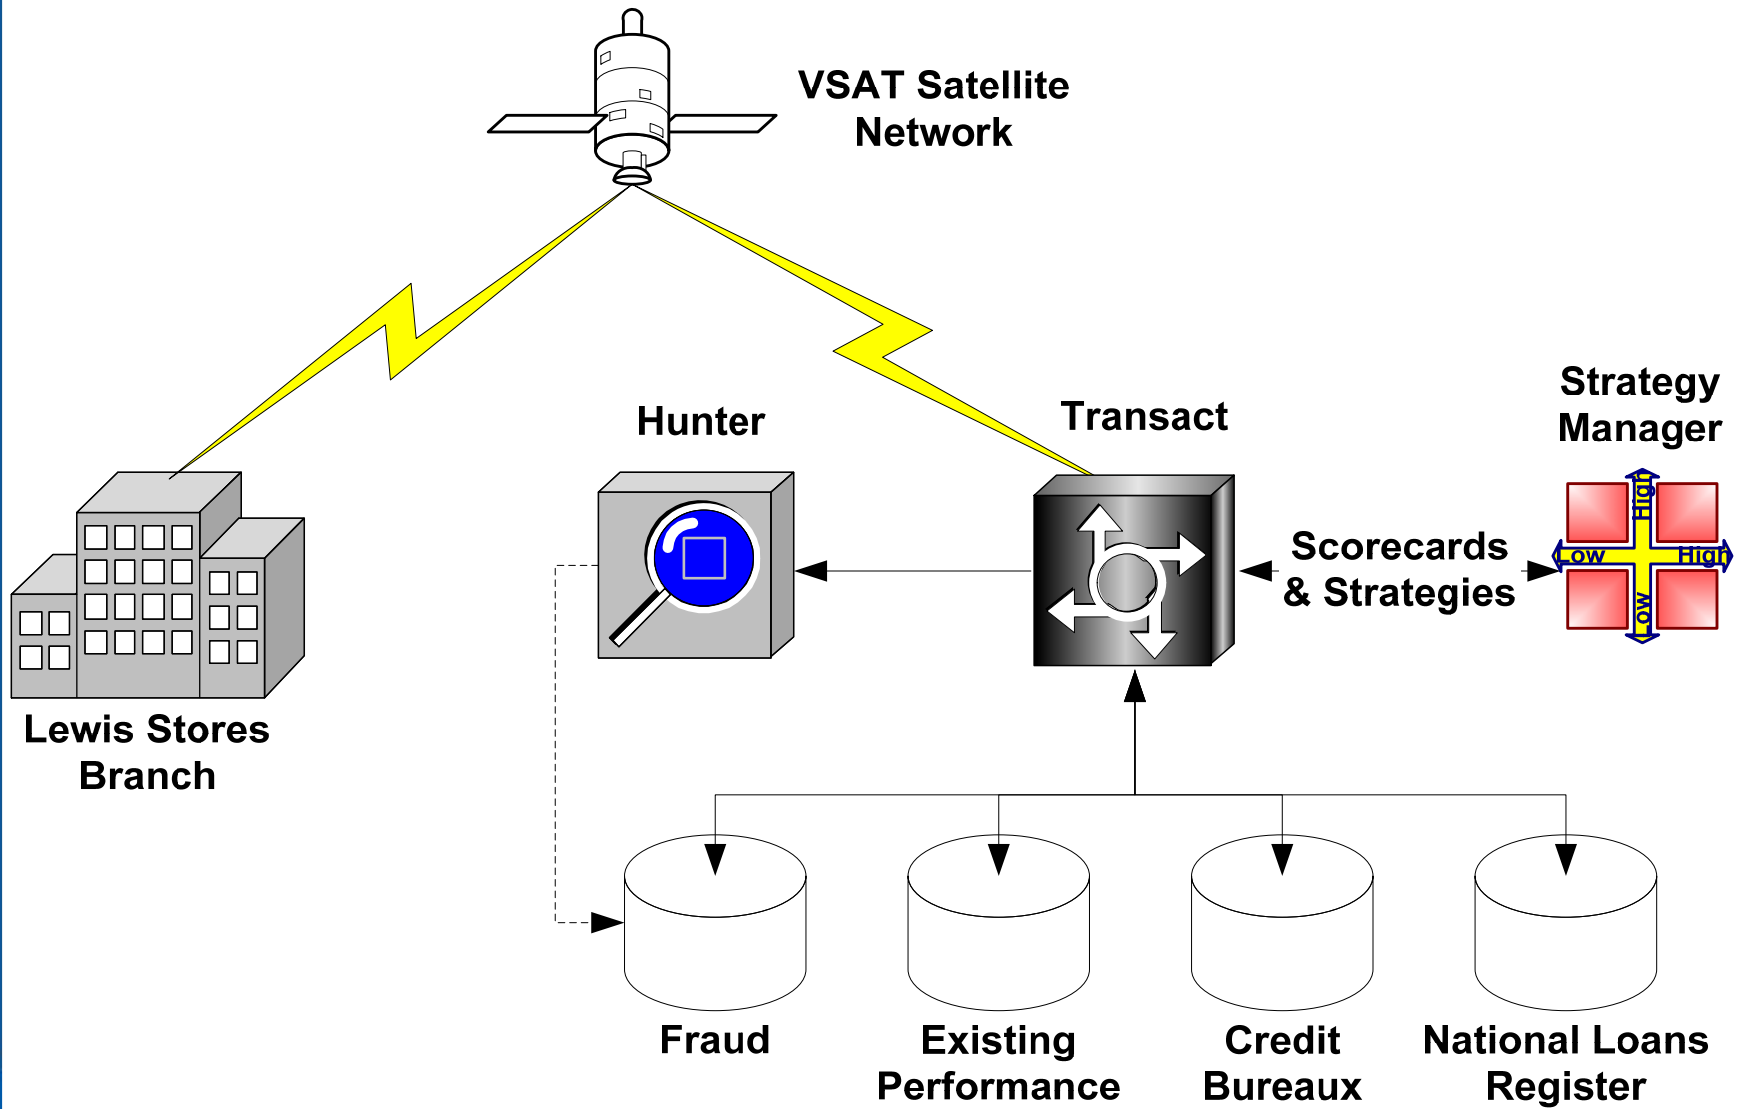 VSAT Satellite
Network
Strategy
Manager
Hunter
Transact
High
Low
High
Low
Scorecards
& Strategies
Lewis Stores
Branch
Fraud
Existing
Performance
Credit
Bureaux
National Loans
Register